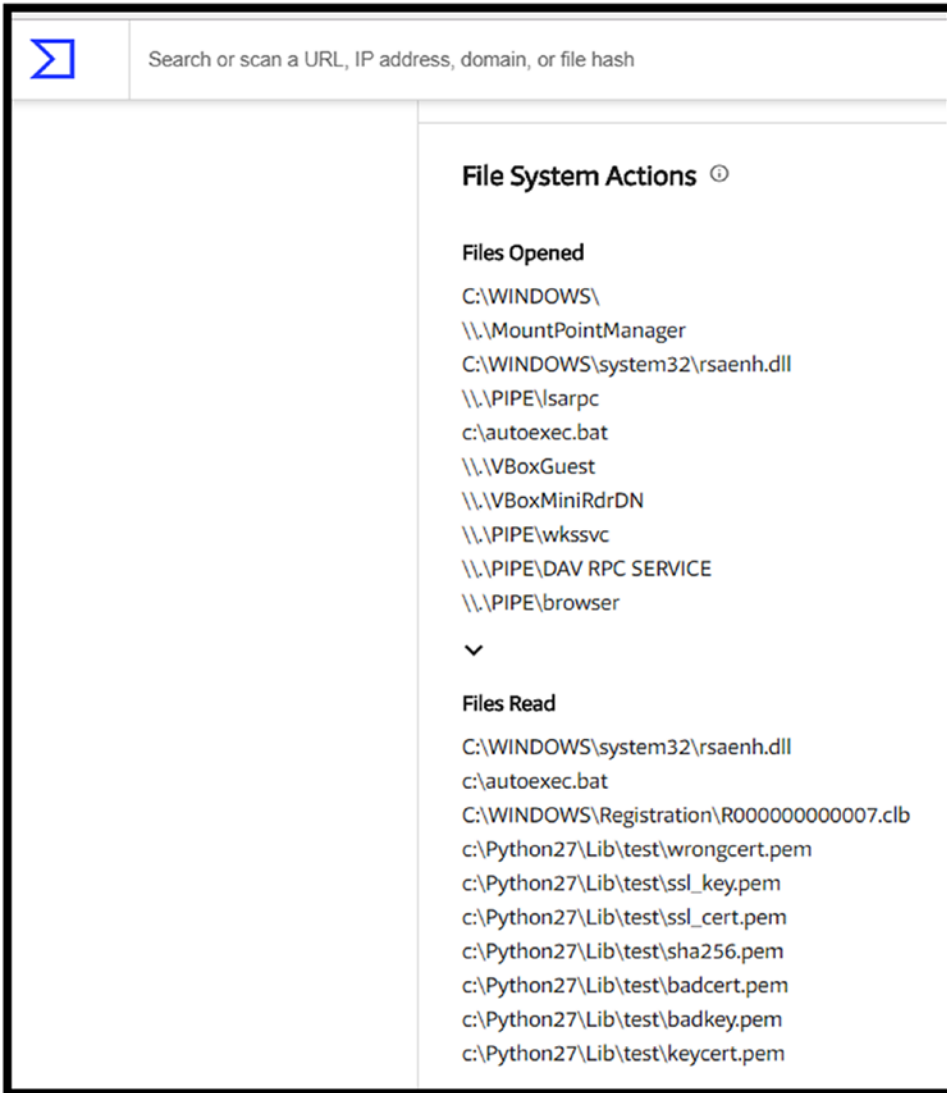 Search or scan a URL, IP address, domain, or file hash
File System Actions
Files Opened
C:\WINDOWS\
\\.\MountPointManager
C:\WINDOWS\system32\rsaenh.dll
\\.\PIPE\lsarpc
c:\autoexec.bat
\\.\VBoxGuest
\\.\VBoxMiniRdrDN
\\.\PIPE\wkssvc
\\.\PIPE\DAV RPC SERVICE
\\.\PIPE\browser
Files Read
C:\WINDOWS\system32\rsaenh.dll
c:\autoexec.bat
C:\WINDOWS\Registration\R000000000007.clb
c:\Python27\Lib\test\wrongcert.pem
c:\Python27\Lib\test\ssl_key.pem
c:\Python27\Lib\test\ssl_cert.pem
c:\Python27\Lib\test\sha256.pem
c:\Python27\Lib\test\badcert.pem
c:\Python27\Lib\test\badkey.pem
c:\Python27\Lib\test\keycert.pem